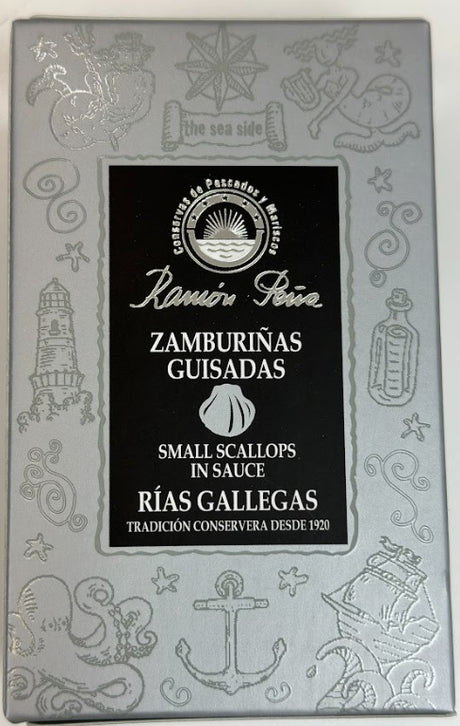 the sea side
Conservas de Pescados y Mariscos
Ramón Peña
ZAMBURIÑAS
GUISADAS
SMALL SCALLOPS
IN SAUCE
RÍAS GALLEGAS
TRADICIÓN CONSERVERA DESDE 1920